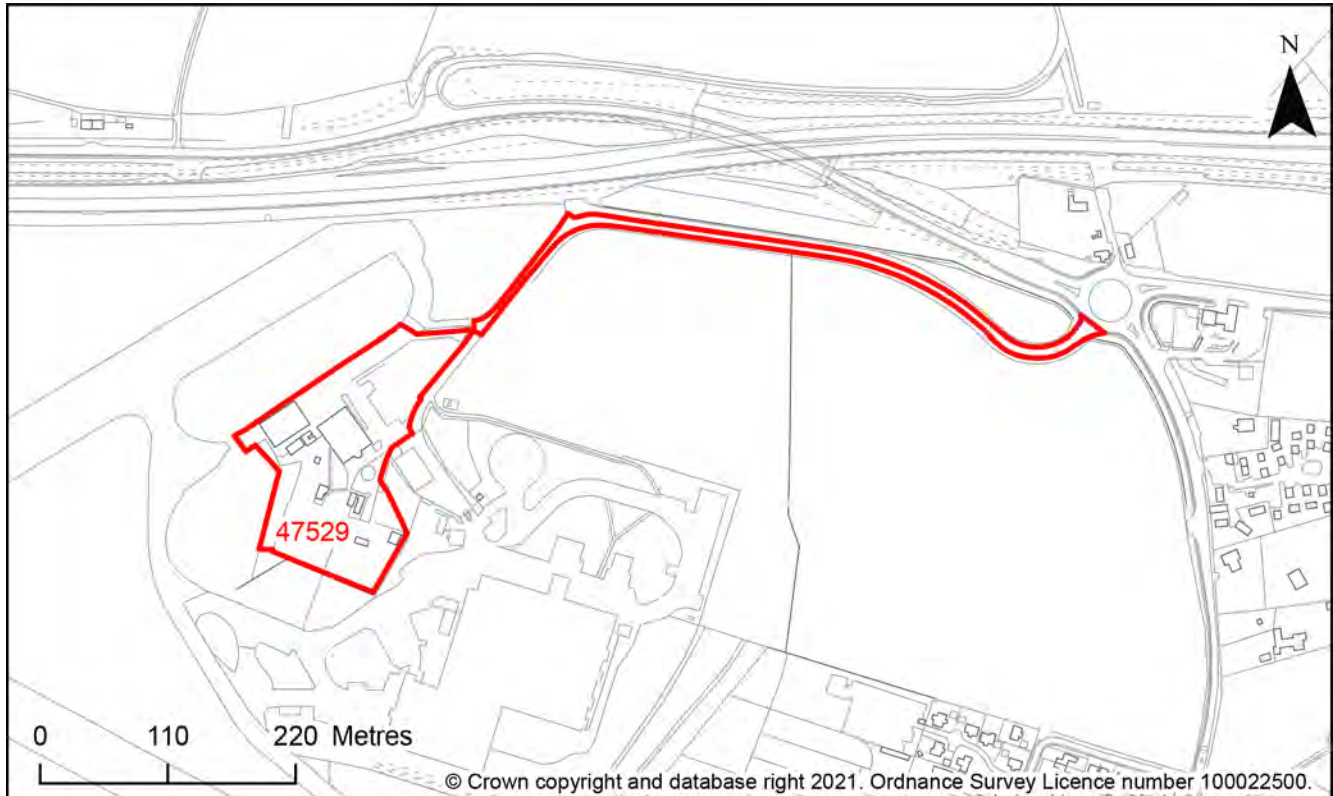 N
47529
0 110 220 Metres
© Crown copyright and database right 2021. Ordnance Survey Licence number 100022500.